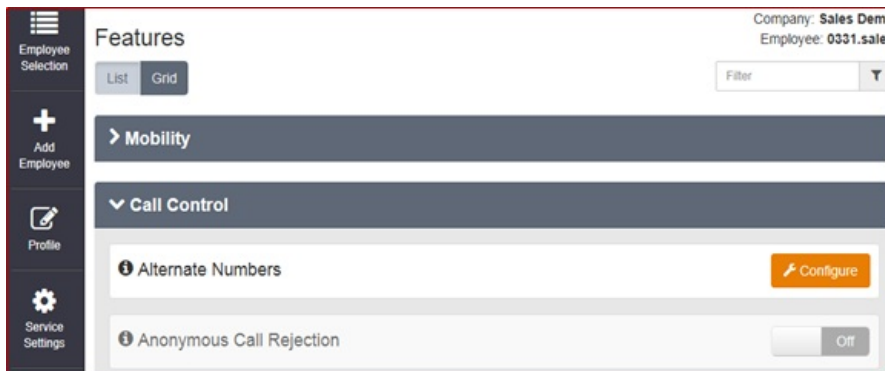 Employee
Selection
Add
Employee
Profile
Service
Settings
Features
Company: Sales Dem
Employee: 0331.sale
List Grid
Filter
Mobility
Call Control
Alternate Numbers
Configure
Anonymous Call Rejection
Off